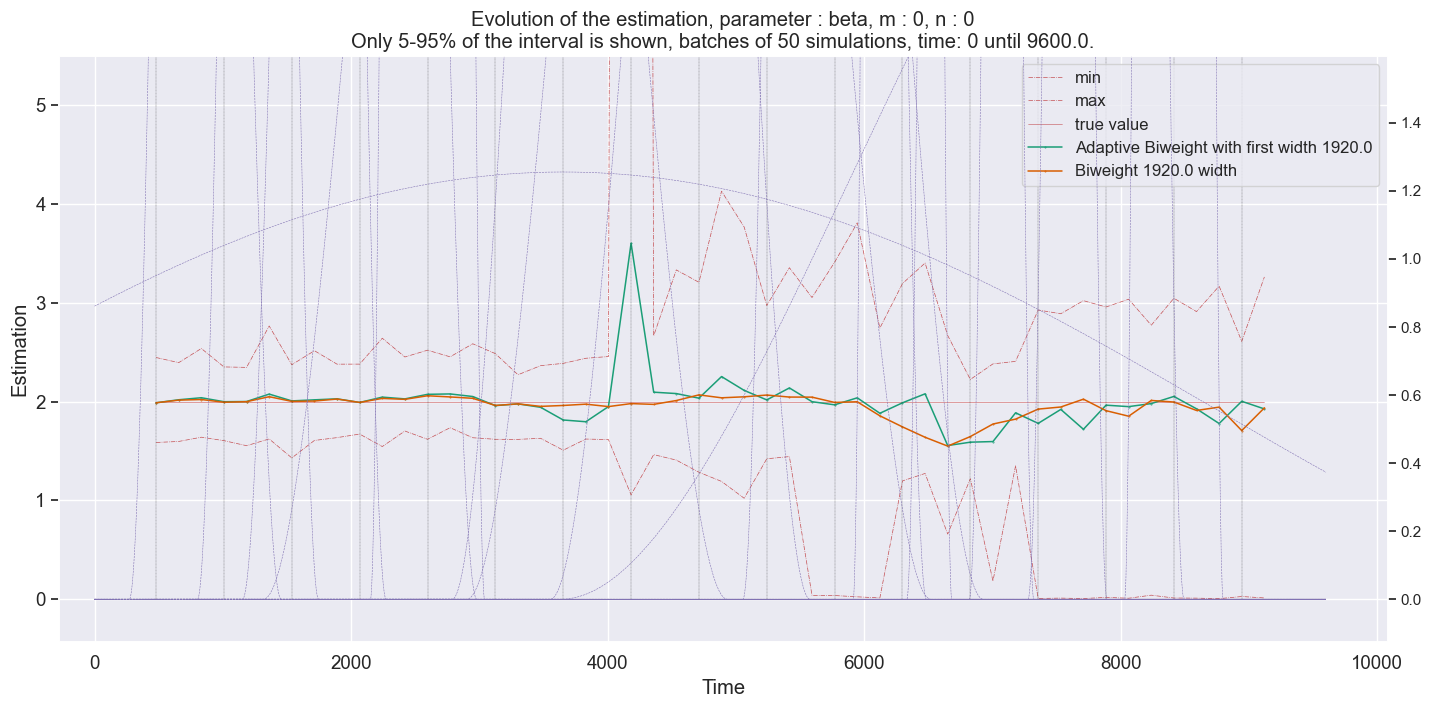 Evolution of the estimation, parameter : beta, m : 0, n : 0
Only 5-95% of the interval is shown, batches of 50 simulations, time: 0 until 9600.0.
min
max
true value
Adaptive Biweight with first width 1920.0
Biweight 1920.0 width
Estimation
5
4
3
2
1
0
1.4
1.2
1.0
0.8
0.6
0.4
0.2
0.0
0 2000 4000 6000 8000 10000
Time